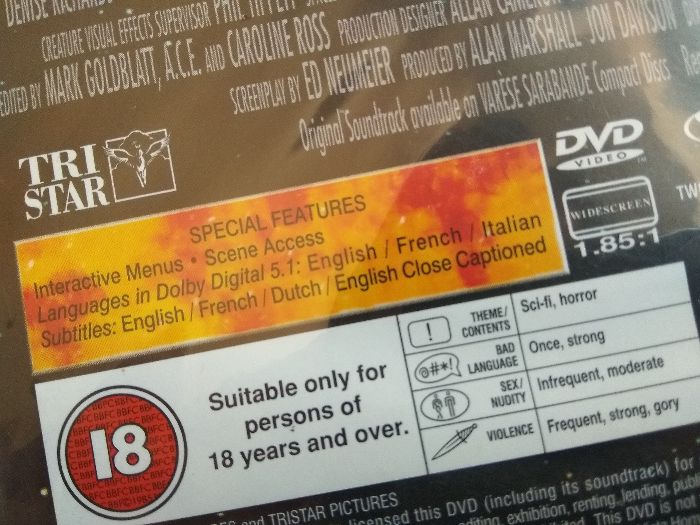 DENISE RICHARDS
CREATURE VISUAL EFFECTS SUPERVISOR PHIL TIPPETT
EDITED BY MARK GOLDBLATT, A.C.E. AND CAROLINE ROSS PRODUCTION DESIGNER ALLAN
SCREENPLAY BY ED NEUMEIER PRODUCED BY ALAN MARSHALL JON DAVISON
Original Soundtrack available on VARÈSE SARABANDE Compact Discs
TRI
STAR
DVD
VIDEO
WIDESCREEN
1.85:1
SPECIAL FEATURES
Interactive Menus • Scene Access
Languages in Dolby Digital 5.1: English / French / Italian
Subtitles: English / French / Dutch / English Close Captioned
18
Suitable only for
persons of
18 years and over.
! THEME/
CONTENTS Sci-fi, horror
@#*! BAD
LANGUAGE Once, strong
SEX/
NUDITY Infrequent, moderate
VIOLENCE Frequent, strong, gory
and TRISTAR PICTURES
licensed this DVD (including its soundtrack) for
exhibition, renting, lending,
This DVD is